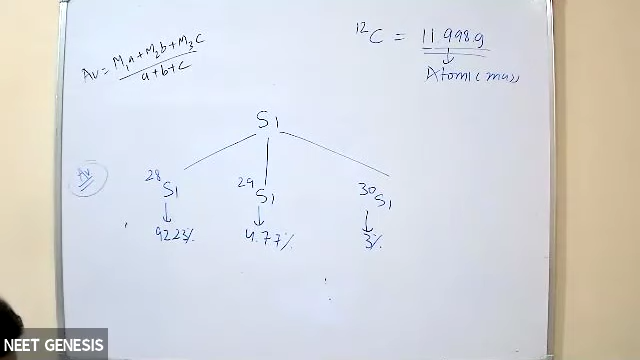 Av = M₁a + M₂b + M₃c
a + b + c
¹²C = 11.9989
Atomic mass
Si
Av
²⁸Si
²⁹Si
³⁰Si
92.23%
4.77%
3%
NEET GENESIS